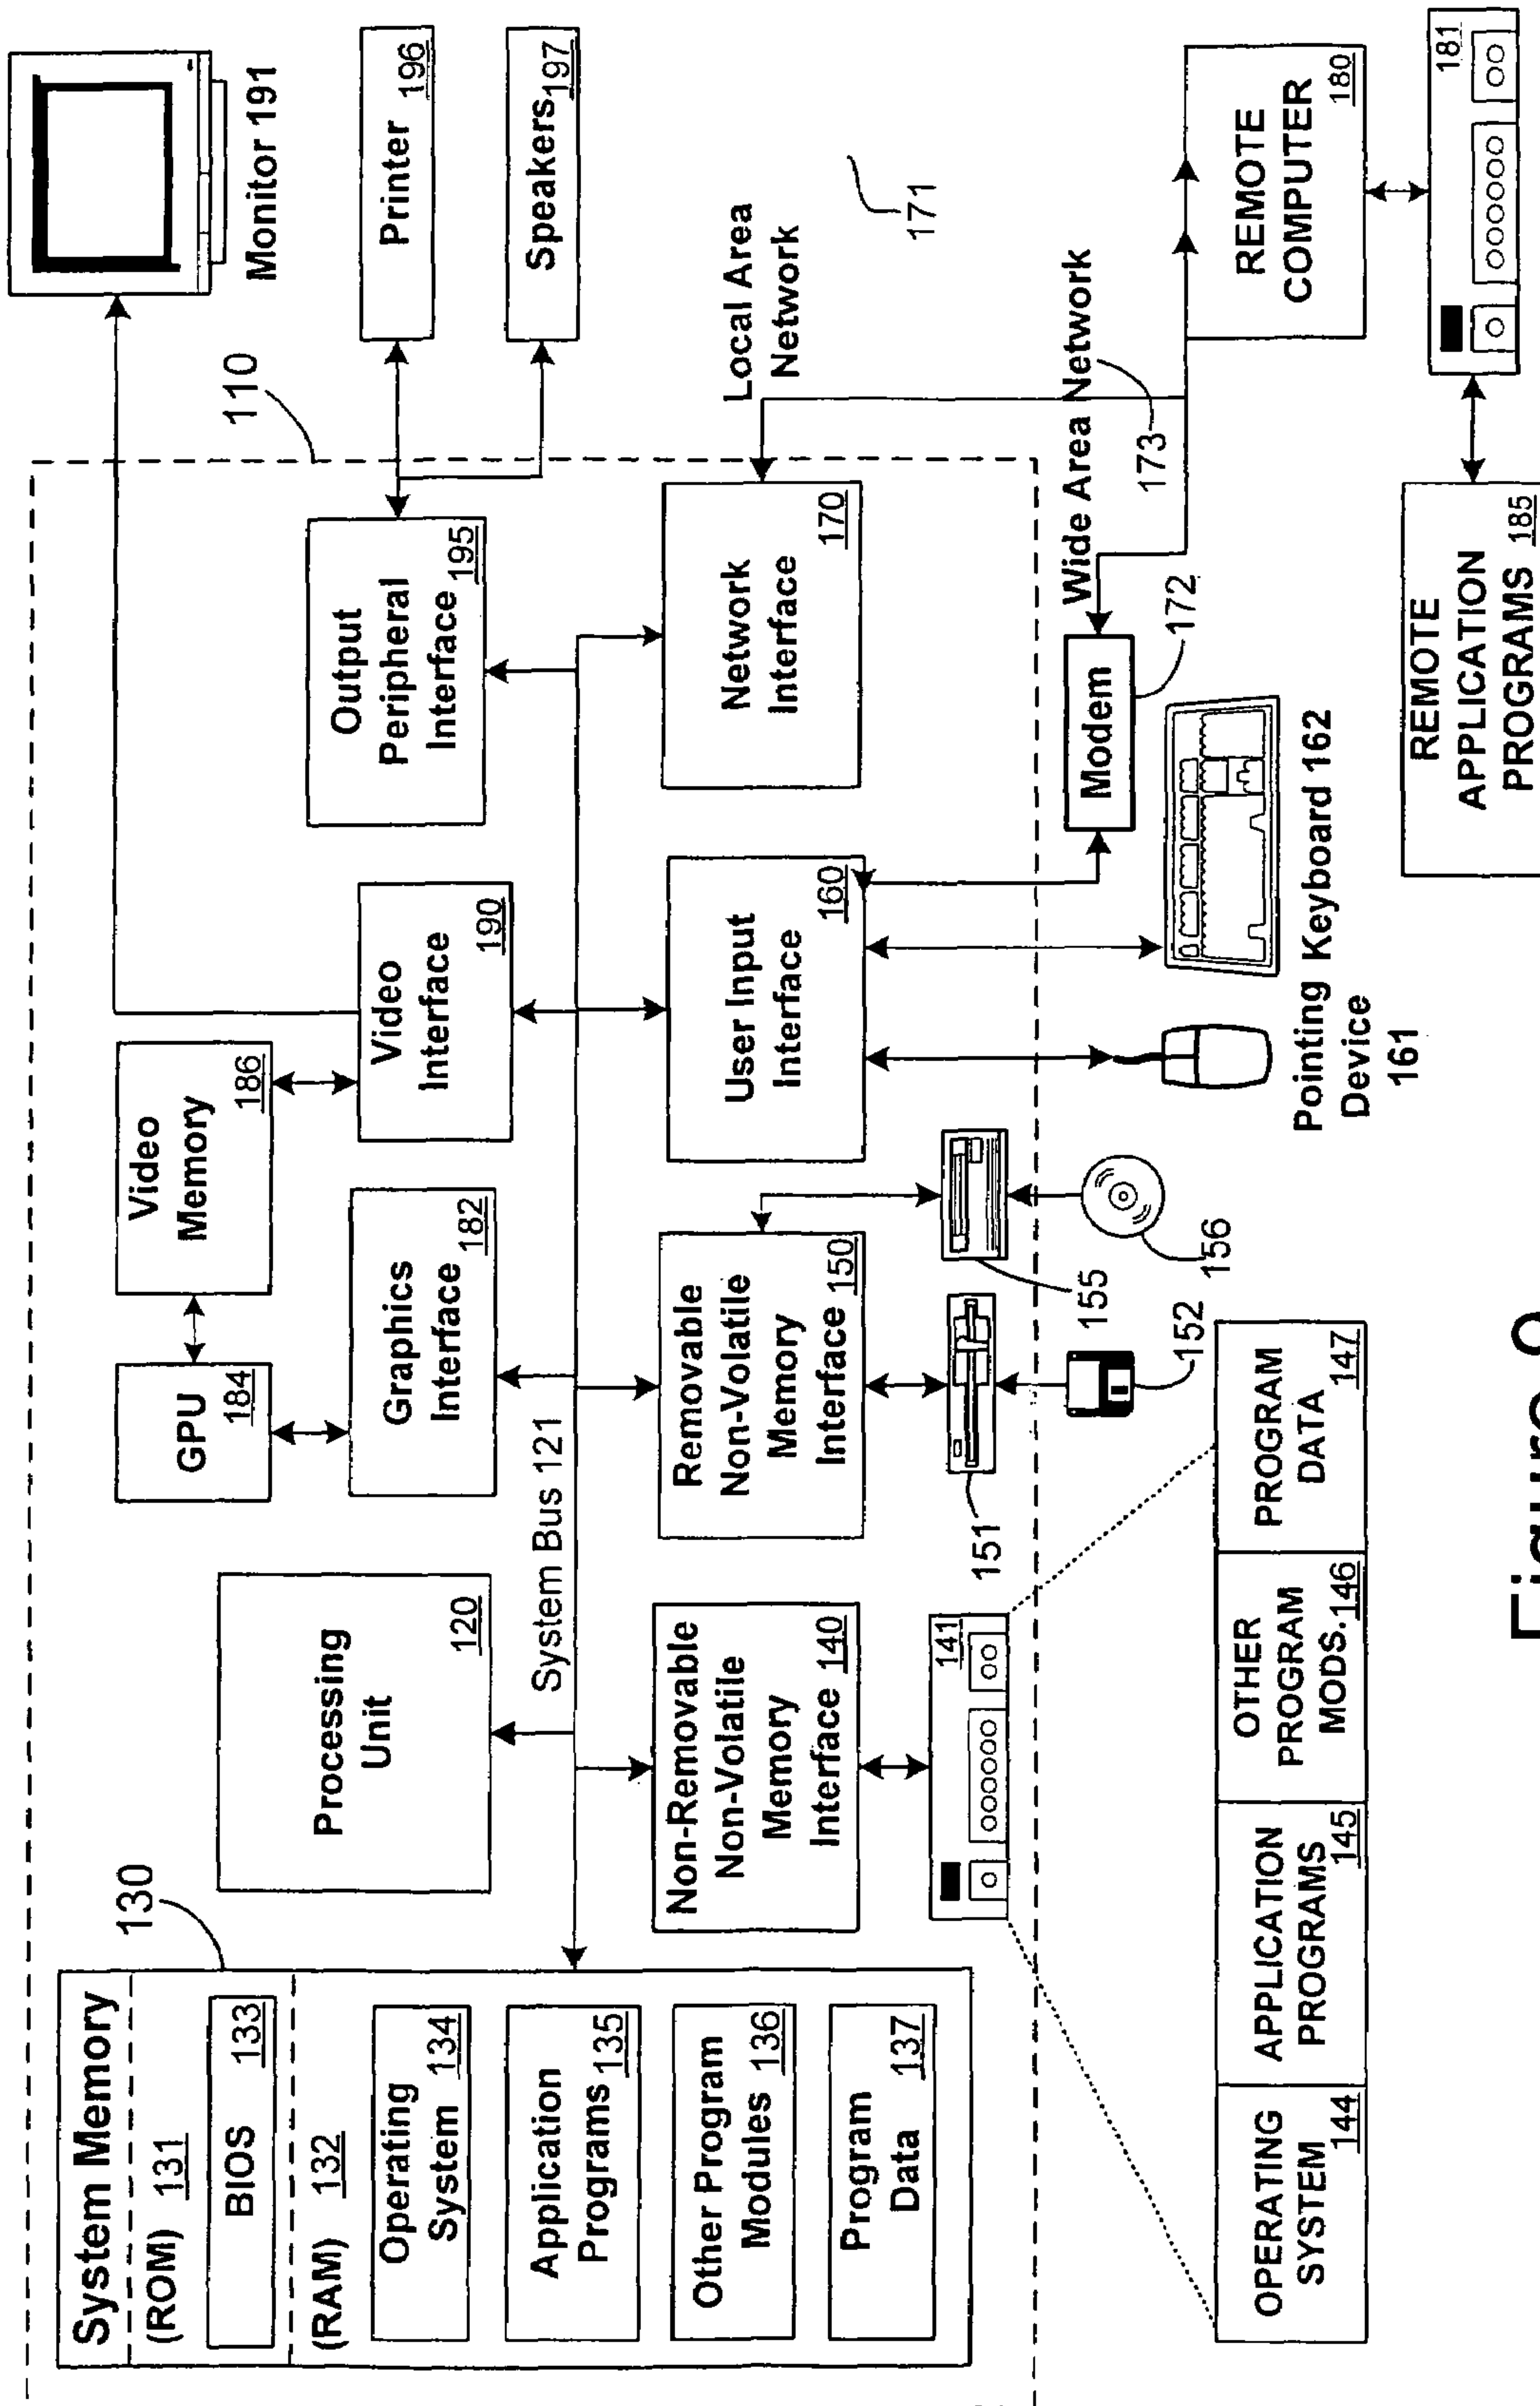 System Memory
(ROM) 131
BIOS 133
(RAM) 132
Operating
System 134
Application
Programs 135
Other Program
Modules 136
Program
Data 137
130
Processing
Unit
120
System Bus 121
GPU
184
Video
Memory
186
Graphics
Interface
182
Video
Interface
190
Output
Peripheral
Interface 195
110
Monitor 191
Printer 196
Speakers 197
Non-Removable
Non-Volatile
Memory
Interface 140
Removable
Non-Volatile
Memory
Interface 150
User Input
Interface
160
Network
Interface
170
Local Area
Network
171
141
151
152
155
156
Pointing
Device
161
Keyboard 162
Modem
172
Wide Area Network
173
REMOTE
COMPUTER
180
181
REMOTE
APPLICATION
PROGRAMS 185
OPERATING
SYSTEM 144
APPLICATION
PROGRAMS 145
OTHER
PROGRAM
MODS. 146
PROGRAM
DATA 147